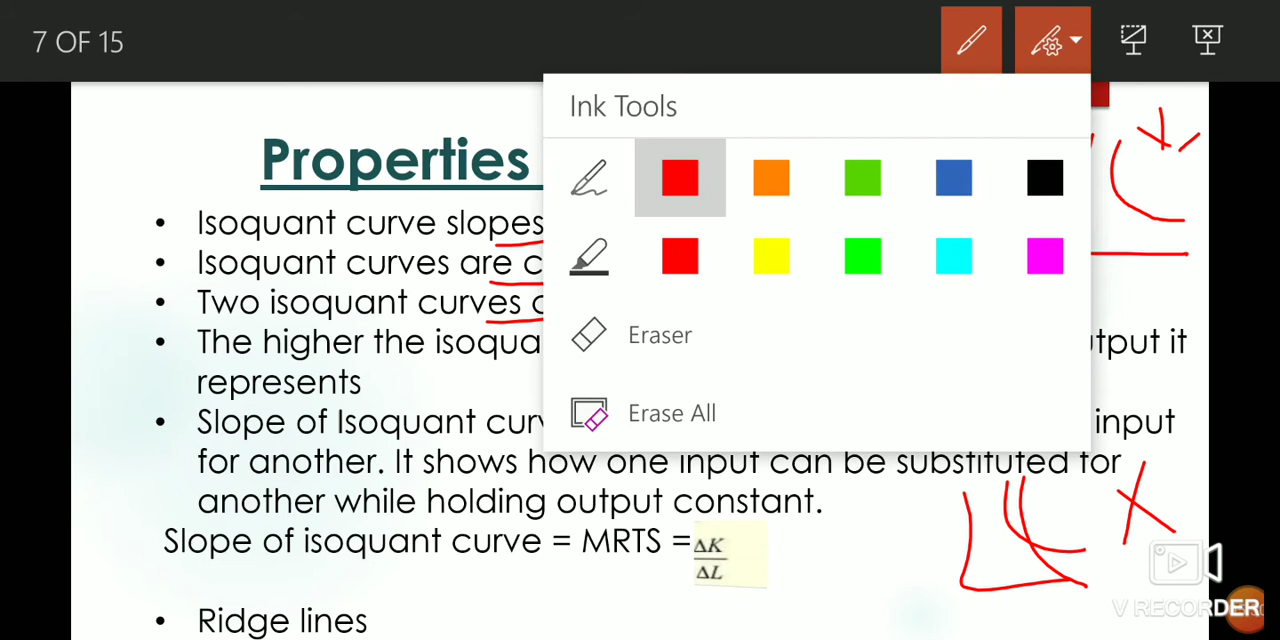 7 OF 15
Ink Tools
Properties
• Isoquant curve slopes
• Isoquant curves are c
• Two isoquant curves
Eraser
• The higher the isoqua
tput it
represents
Erase All
• Slope of Isoquant curv
input
for another. It shows how one input can be substituted for
another while holding output constant.
Slope of isoquant curve = MRTS = ΔK/ΔL
V RECORDER
• Ridge lines